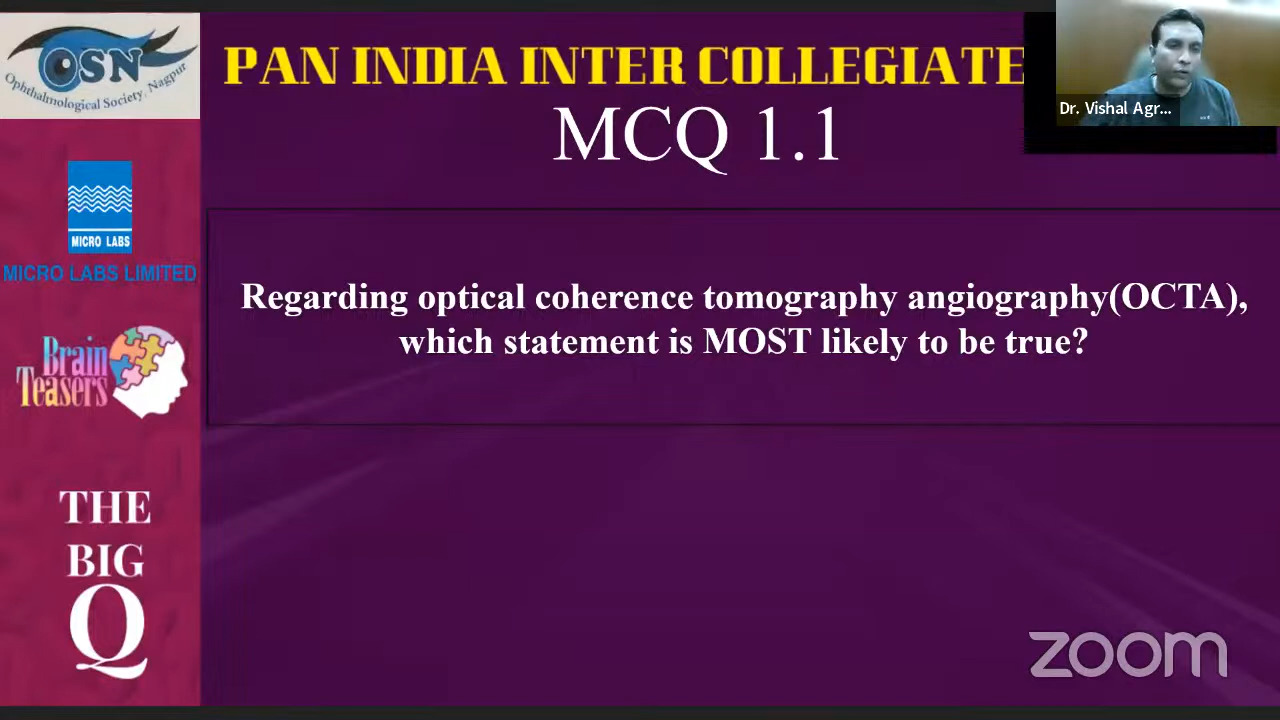 OSN
Ophthalmological Society, Nagpur
MICRO LABS
MICRO LABS LIMITED
Brain
Teasers
THE
BIG
Q
PAN INDIA INTER COLLEGIATE
MCQ 1.1
Regarding optical coherence tomography angiography(OCTA),
which statement is MOST likely to be true?
Dr. Vishal Agr...
zoom